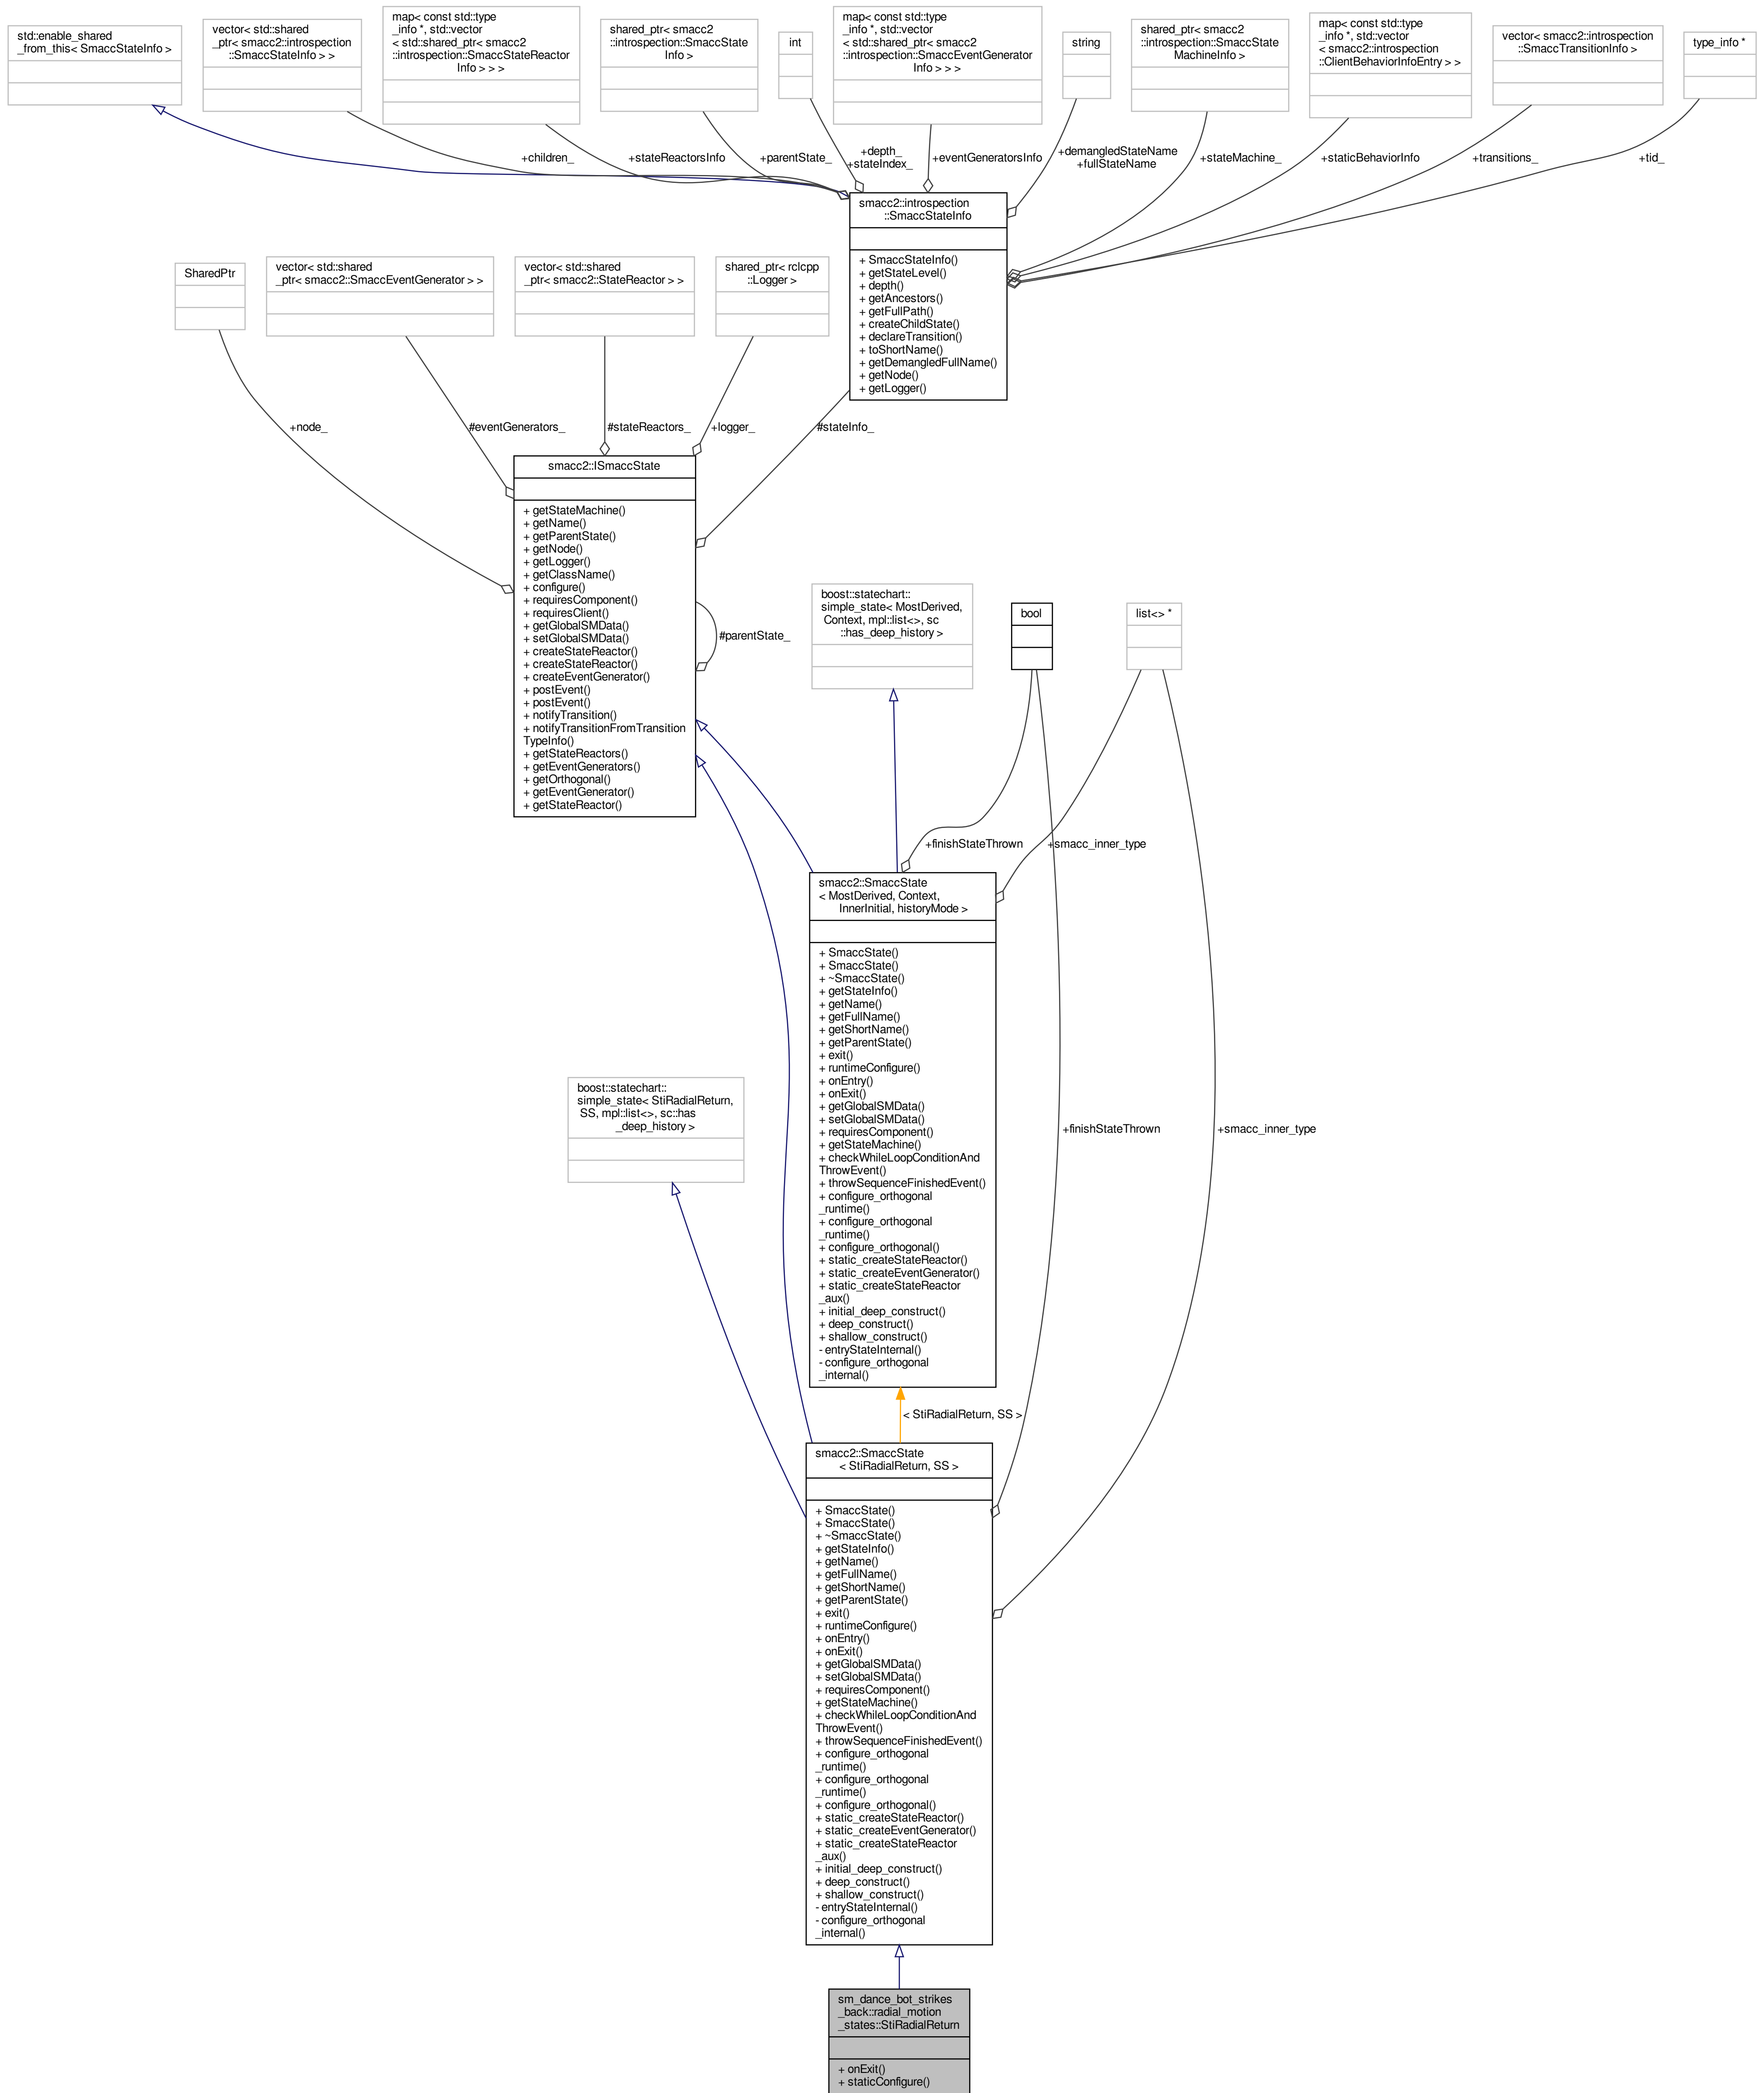 std::enable_shared
_from_this< SmaccStateInfo >
vector< std::shared
_ptr< smacc2::introspection
::SmaccStateInfo > >
map< const std::type
_info *, std::vector
< std::shared_ptr< smacc2
::introspection::SmaccStateReactor
Info > > >
shared_ptr< smacc2
::introspection::SmaccState
Info >
int
map< const std::type
_info *, std::vector
< std::shared_ptr< smacc2
::introspection::SmaccEventGenerator
Info > > >
string
shared_ptr< smacc2
::introspection::SmaccState
MachineInfo >
map< const std::type
_info *, std::vector
< smacc2::introspection
::ClientBehaviorInfoEntry > >
vector< smacc2::introspection
::SmaccTransitionInfo >
type_info *
+children_
+stateReactorsInfo
+parentState_
+depth_
+stateIndex_
+eventGeneratorsInfo
+demangledStateName
+fullStateName
+stateMachine_
+staticBehaviorInfo
+transitions_
+tid_
smacc2::introspection
::SmaccStateInfo
+ SmaccStateInfo()
+ getStateLevel()
+ depth()
+ getAncestors()
+ getFullPath()
+ createChildState()
+ declareTransition()
+ toShortName()
+ getDemangledFullName()
+ getNode()
+ getLogger()
SharedPtr
vector< std::shared
_ptr< smacc2::SmaccEventGenerator > >
vector< std::shared
_ptr< smacc2::StateReactor > >
shared_ptr< rclcpp
::Logger >
+node_
#eventGenerators_
#stateReactors_
+logger_
#stateInfo_
smacc2::ISmaccState
+ getStateMachine()
+ getName()
+ getParentState()
+ getNode()
+ getLogger()
+ getClassName()
+ configure()
+ requiresComponent()
+ requiresClient()
+ getGlobalSMData()
+ setGlobalSMData()
+ createStateReactor()
+ createStateReactor()
+ createEventGenerator()
+ postEvent()
+ postEvent()
+ notifyTransition()
+ notifyTransitionFromTransition
TypeInfo()
+ getStateReactors()
+ getEventGenerators()
+ getOrthogonal()
+ getEventGenerator()
+ getStateReactor()
#parentState_
boost::statechart::
simple_state< MostDerived,
Context, mpl::list<>, sc
::has_deep_history >
bool
list<> *
+finishStateThrown
+smacc_inner_type
smacc2::SmaccState
< MostDerived, Context,
InnerInitial, historyMode >
+ SmaccState()
+ SmaccState()
+ ~SmaccState()
+ getStateInfo()
+ getName()
+ getFullName()
+ getShortName()
+ getParentState()
+ exit()
+ runtimeConfigure()
+ onEntry()
+ onExit()
+ getGlobalSMData()
+ setGlobalSMData()
+ requiresComponent()
+ getStateMachine()
+ checkWhileLoopConditionAnd
ThrowEvent()
+ throwSequenceFinishedEvent()
+ configure_orthogonal
_runtime()
+ configure_orthogonal
_runtime()
+ configure_orthogonal()
+ static_createStateReactor()
+ static_createEventGenerator()
+ static_createStateReactor
_aux()
+ initial_deep_construct()
+ deep_construct()
+ shallow_construct()
- entryStateInternal()
- configure_orthogonal
_internal()
boost::statechart::
simple_state< StiRadialReturn,
SS, mpl::list<>, sc::has
_deep_history >
+finishStateThrown
+smacc_inner_type
< StiRadialReturn, SS >
smacc2::SmaccState
< StiRadialReturn, SS >
+ SmaccState()
+ SmaccState()
+ ~SmaccState()
+ getStateInfo()
+ getName()
+ getFullName()
+ getShortName()
+ getParentState()
+ exit()
+ runtimeConfigure()
+ onEntry()
+ onExit()
+ getGlobalSMData()
+ setGlobalSMData()
+ requiresComponent()
+ getStateMachine()
+ checkWhileLoopConditionAnd
ThrowEvent()
+ throwSequenceFinishedEvent()
+ configure_orthogonal
_runtime()
+ configure_orthogonal
_runtime()
+ configure_orthogonal()
+ static_createStateReactor()
+ static_createEventGenerator()
+ static_createStateReactor
_aux()
+ initial_deep_construct()
+ deep_construct()
+ shallow_construct()
- entryStateInternal()
- configure_orthogonal
_internal()
sm_dance_bot_strikes
_back::radial_motion
_states::StiRadialReturn
+ onExit()
+ staticConfigure()